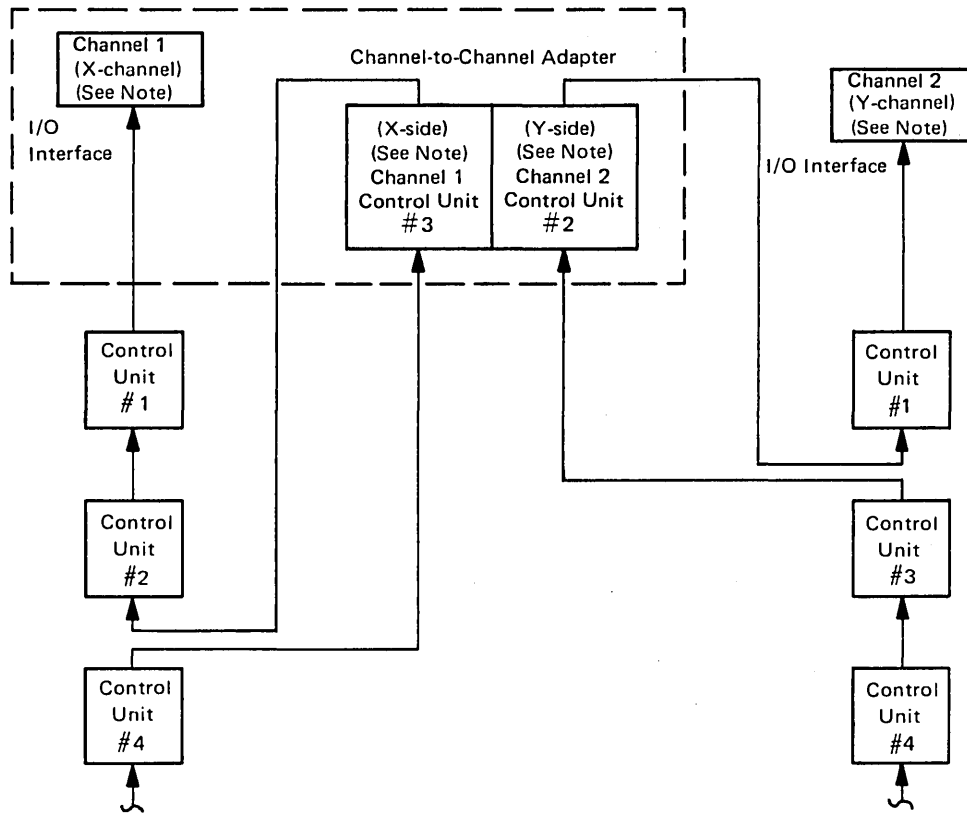 Channel 1
(X-channel)
(See Note)
I/O
Interface
Channel-to-Channel Adapter
(X-side)
(See Note)
Channel 1
Control Unit
#3
(Y-side)
(See Note)
Channel 2
Control Unit
#2
Channel 2
(Y-channel)
(See Note)
I/O Interface
Control
Unit
#1
Control
Unit
#2
Control
Unit
#4
Control
Unit
#1
Control
Unit
#3
Control
Unit
#4